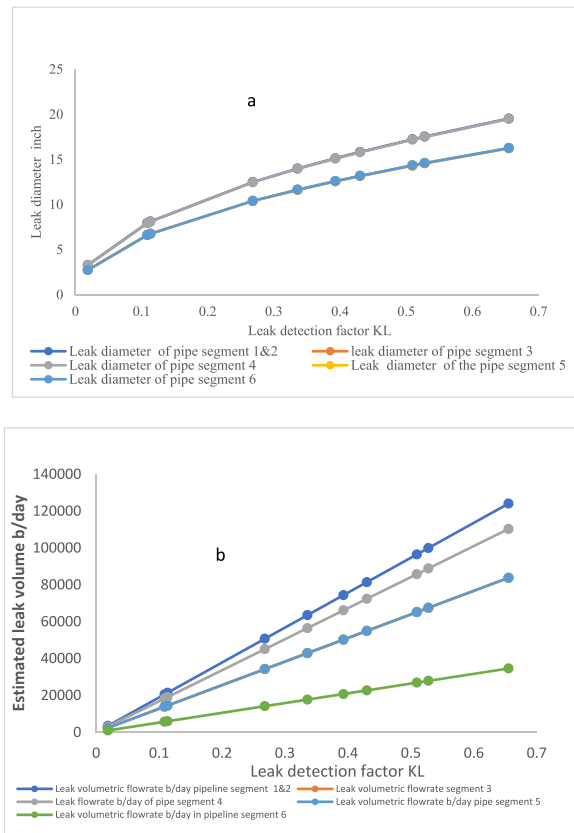 25
a
20
15
10
5
0
Leak diameter  inch
0 0.1 0.2 0.3 0.4 0.5 0.6 0.7
Leak detection factor KL
Leak diameter  of pipe segment 1&2
leak diameter of pipe segment 3
Leak diameter of pipe segment 4
Leak  diameter  of the pipe segment 5
Leak diameter of pipe segment 6
140000
120000
100000
b
80000
60000
40000
20000
0
Estimated leak volume b/day
0 0.1 0.2 0.3 0.4 0.5 0.6 0.7
Leak detection factor KL
Leak volumetric flowrate b/day pipeline segment  1&2
Leak volumetric flowrate segment 3
Leak flowrate b/day of pipe segment 4
Leak volumetric flowrate b/day pipe segment 5
Leak volumetric flowrate b/day in pipeline segment 6